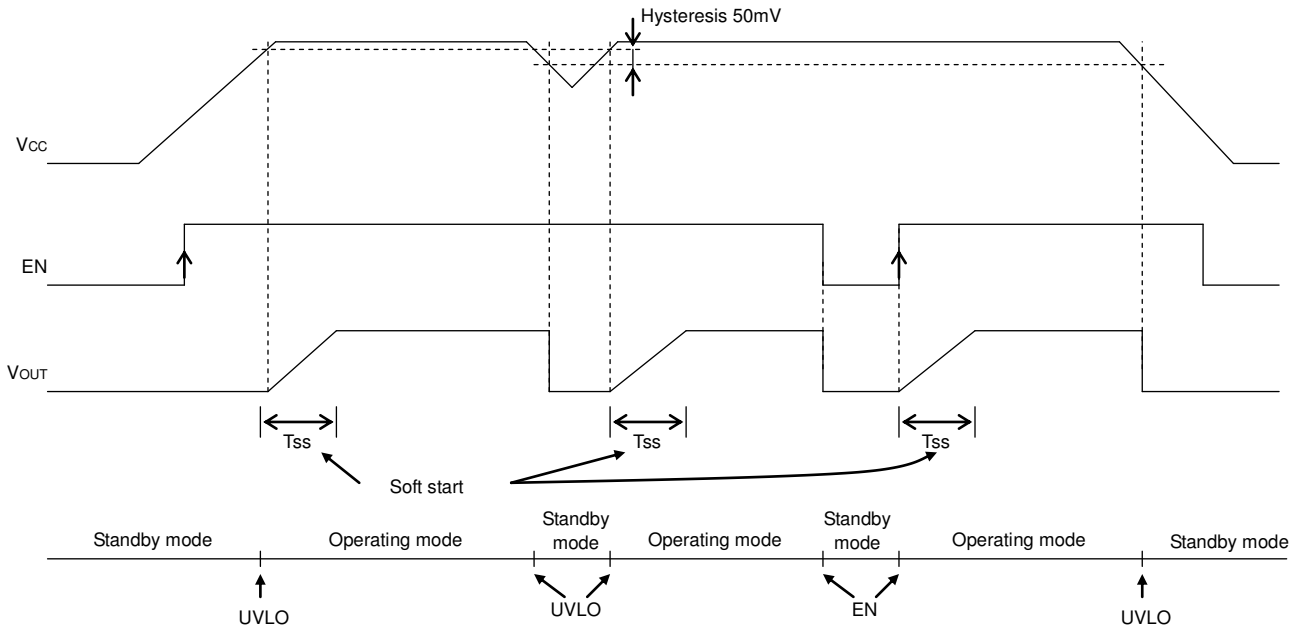 Hysteresis 50mV
VCC
EN
VOUT
Tss
Tss
Tss
Soft start
Standby mode
Operating mode
Standby
mode
Operating mode
Standby
mode
Operating mode
Standby mode
UVLO
UVLO
EN
UVLO